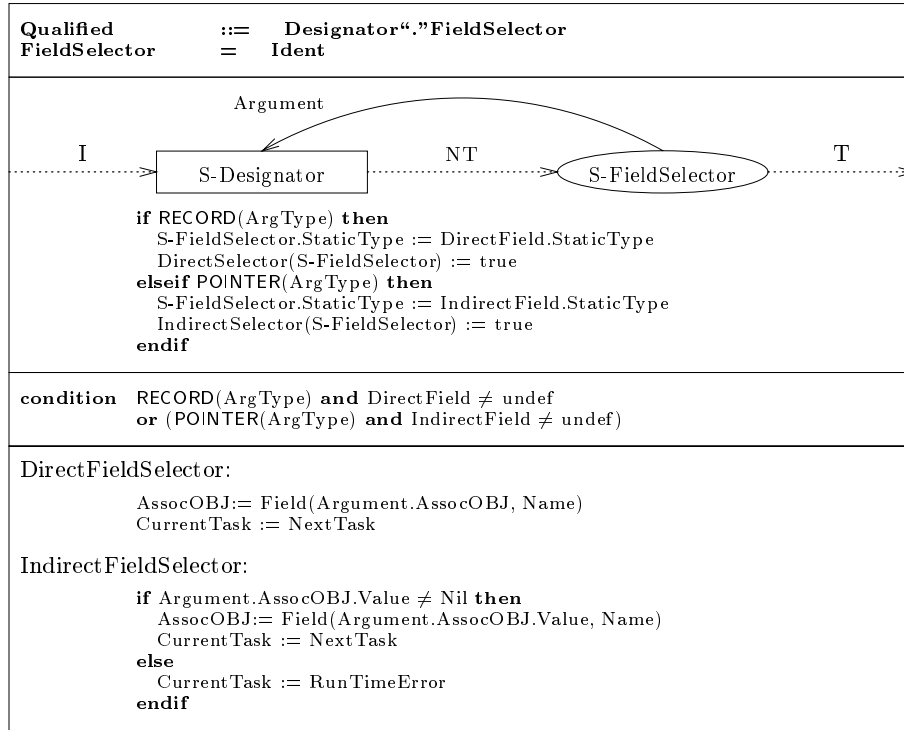 Qualified ::= Designator“.”FieldSelector
FieldSelector = Ident
Argument
I
NT
T
S-Designator
S-FieldSelector
if RECORD(ArgType) then
S-FieldSelector.StaticType := DirectField.StaticType
DirectSelector(S-FieldSelector) := true
elseif POINTER(ArgType) then
S-FieldSelector.StaticType := IndirectField.StaticType
IndirectSelector(S-FieldSelector) := true
endif
condition RECORD(ArgType) and DirectField ≠ undef
or (POINTER(ArgType) and IndirectField ≠ undef)
DirectFieldSelector:
AssocOBJ:= Field(Argument.AssocOBJ, Name)
CurrentTask := NextTask
IndirectFieldSelector:
if Argument.AssocOBJ.Value ≠ Nil then
AssocOBJ:= Field(Argument.AssocOBJ.Value, Name)
CurrentTask := NextTask
else
CurrentTask := RunTimeError
endif